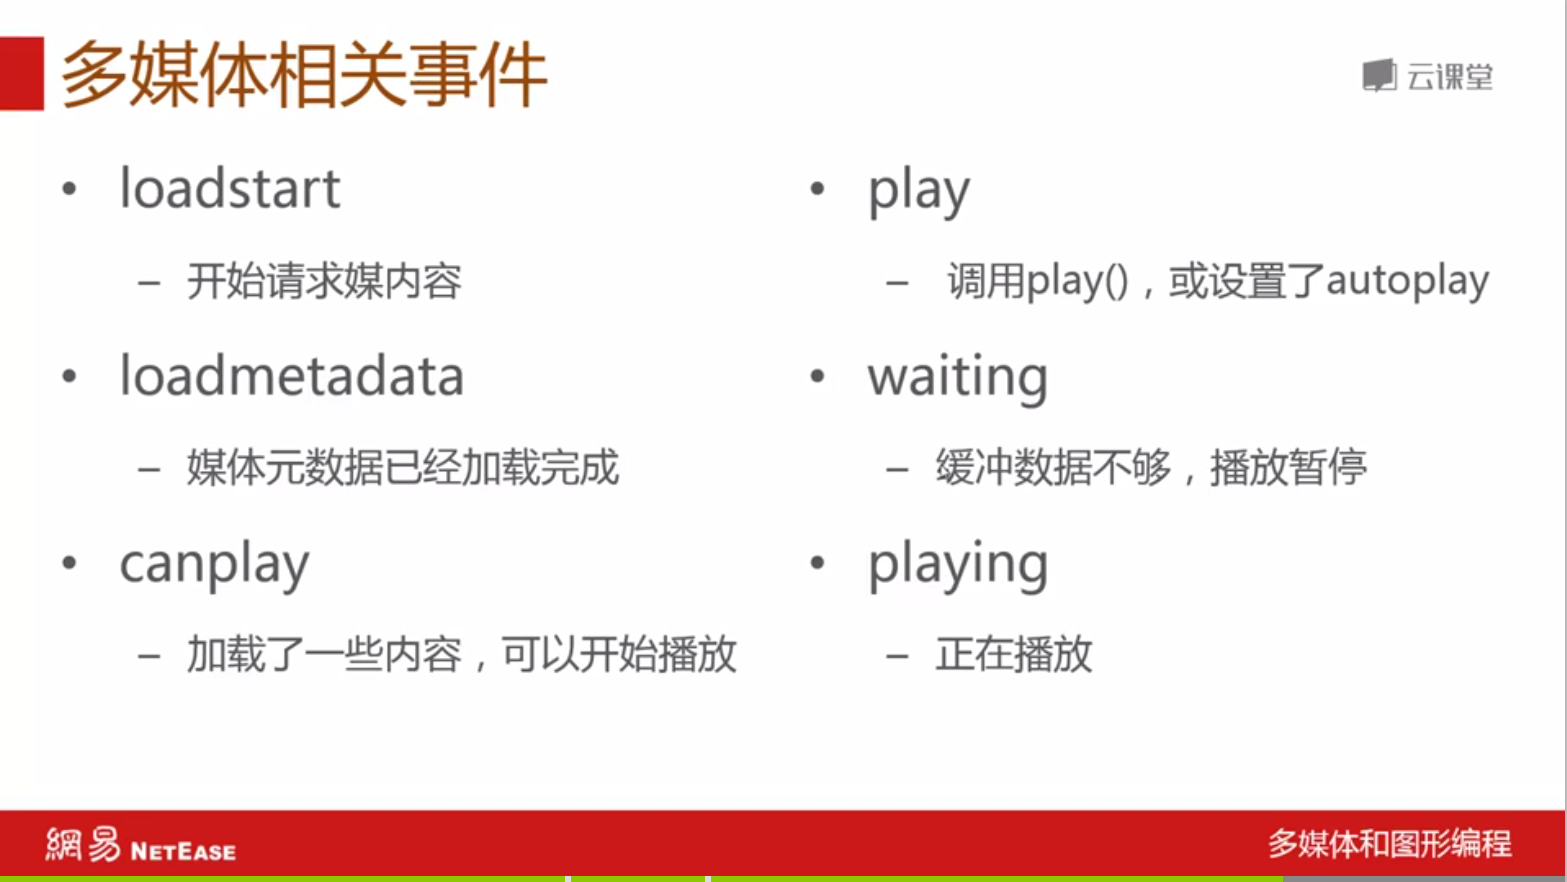 多媒体相关事件
云课堂
• loadstart
– 开始请求媒内容
• loadmetadata
– 媒体元数据已经加载完成
• canplay
– 加载了一些内容，可以开始播放
• play
– 调用play()，或设置了autoplay
• waiting
– 缓冲数据不够，播放暂停
• playing
– 正在播放
網易 NETEASE
多媒体和图形编程